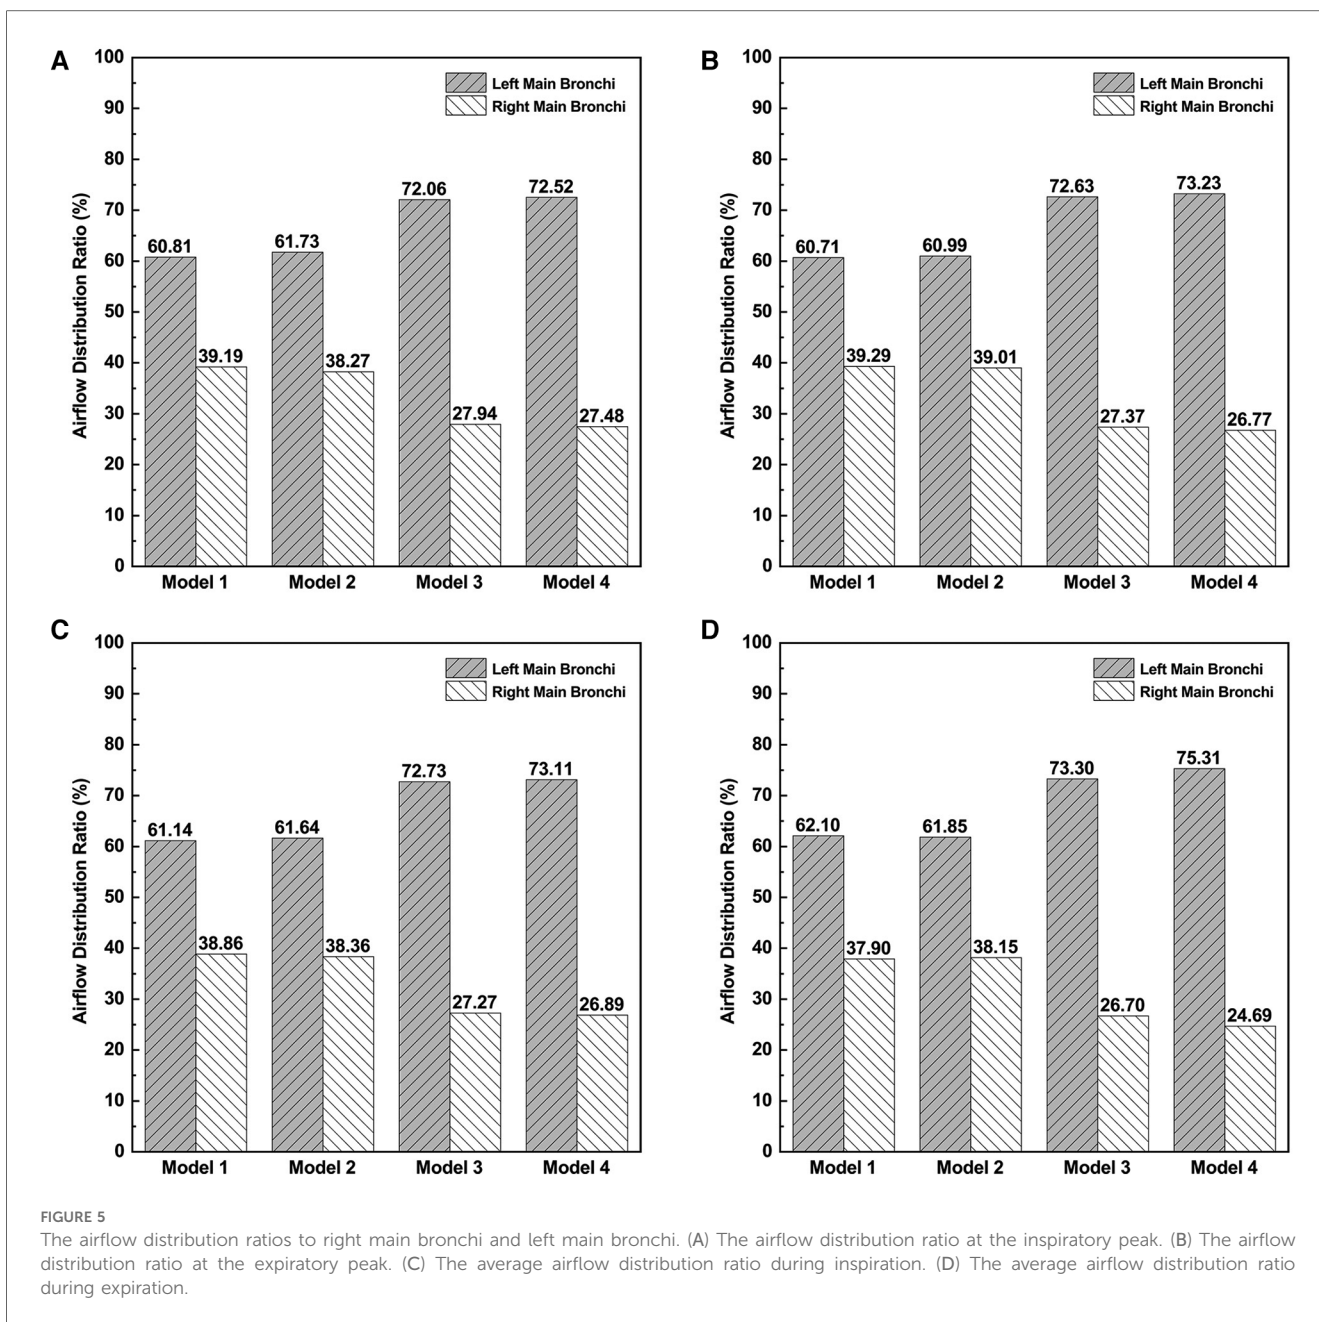 A
100
90
80
70
60
50
40
30
20
10
0
Airflow Distribution Ratio (%)
Left Main Bronchi
Right Main Bronchi
60.81
39.19
61.73
38.27
72.06
27.94
72.52
27.48
Model 1
Model 2
Model 3
Model 4
B
100
90
80
70
60
50
40
30
20
10
0
Airflow Distribution Ratio (%)
Left Main Bronchi
Right Main Bronchi
60.71
39.29
60.99
39.01
72.63
27.37
73.23
26.77
Model 1
Model 2
Model 3
Model 4
C
100
90
80
70
60
50
40
30
20
10
0
Airflow Distribution Ratio (%)
Left Main Bronchi
Right Main Bronchi
61.14
38.86
61.64
38.36
72.73
27.27
73.11
26.89
Model 1
Model 2
Model 3
Model 4
D
100
90
80
70
60
50
40
30
20
10
0
Airflow Distribution Ratio (%)
Left Main Bronchi
Right Main Bronchi
62.10
37.90
61.85
38.15
73.30
26.70
75.31
24.69
Model 1
Model 2
Model 3
Model 4
FIGURE 5
The airflow distribution ratios to right main bronchi and left main bronchi. (A) The airflow distribution ratio at the inspiratory peak. (B) The airflow
distribution ratio at the expiratory peak. (C) The average airflow distribution ratio during inspiration. (D) The average airflow distribution ratio
during expiration.